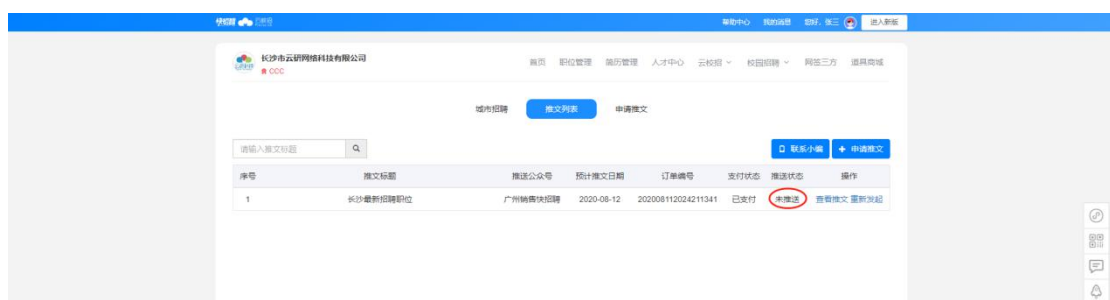 快招聘 云校招 帮助中心 我的消息 您好，张三 进入新版
长沙市云研网络科技有限公司
CCC
首页 职位管理 简历管理 人才中心 云校招 校园招聘 网签三方 道具商城
城市招聘 推文列表 申请推文
请输入推文标题 联系小编 + 申请推文
序号 推文标题 推送公众号 预计推文日期 订单编号 支付状态 推送状态 操作
1 长沙最新招聘职位 广州销售快招聘 2020-08-12 202008112024211341 已支付 未推送 查看推文 重新发起